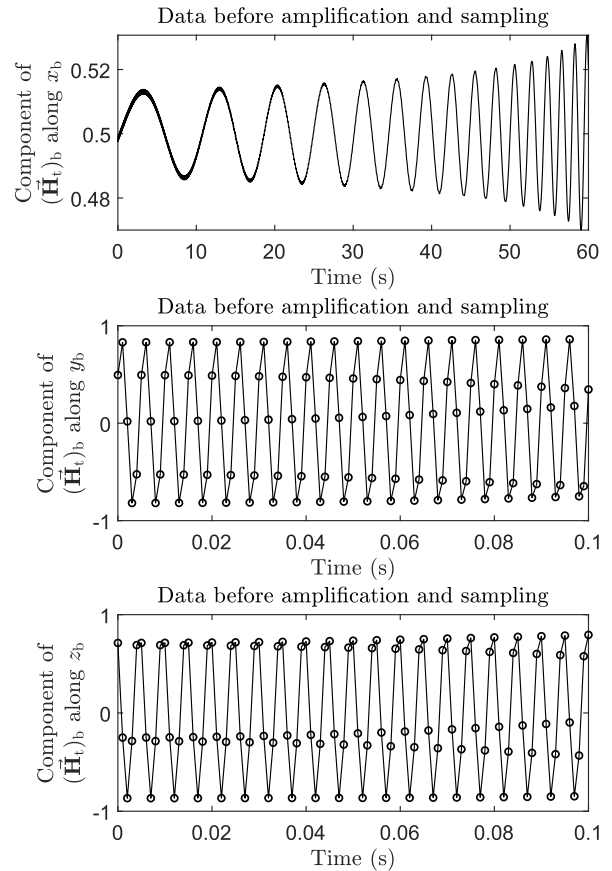 Data before amplification and sampling
Component of
(H⃗t)b along xb
0.52
0.5
0.48
0 10 20 30 40 50 60
Time (s)
Data before amplification and sampling
Component of
(H⃗t)b along yb
1
0
-1
0 0.02 0.04 0.06 0.08 0.1
Time (s)
Data before amplification and sampling
Component of
(H⃗t)b along zb
1
0
-1
0 0.02 0.04 0.06 0.08 0.1
Time (s)